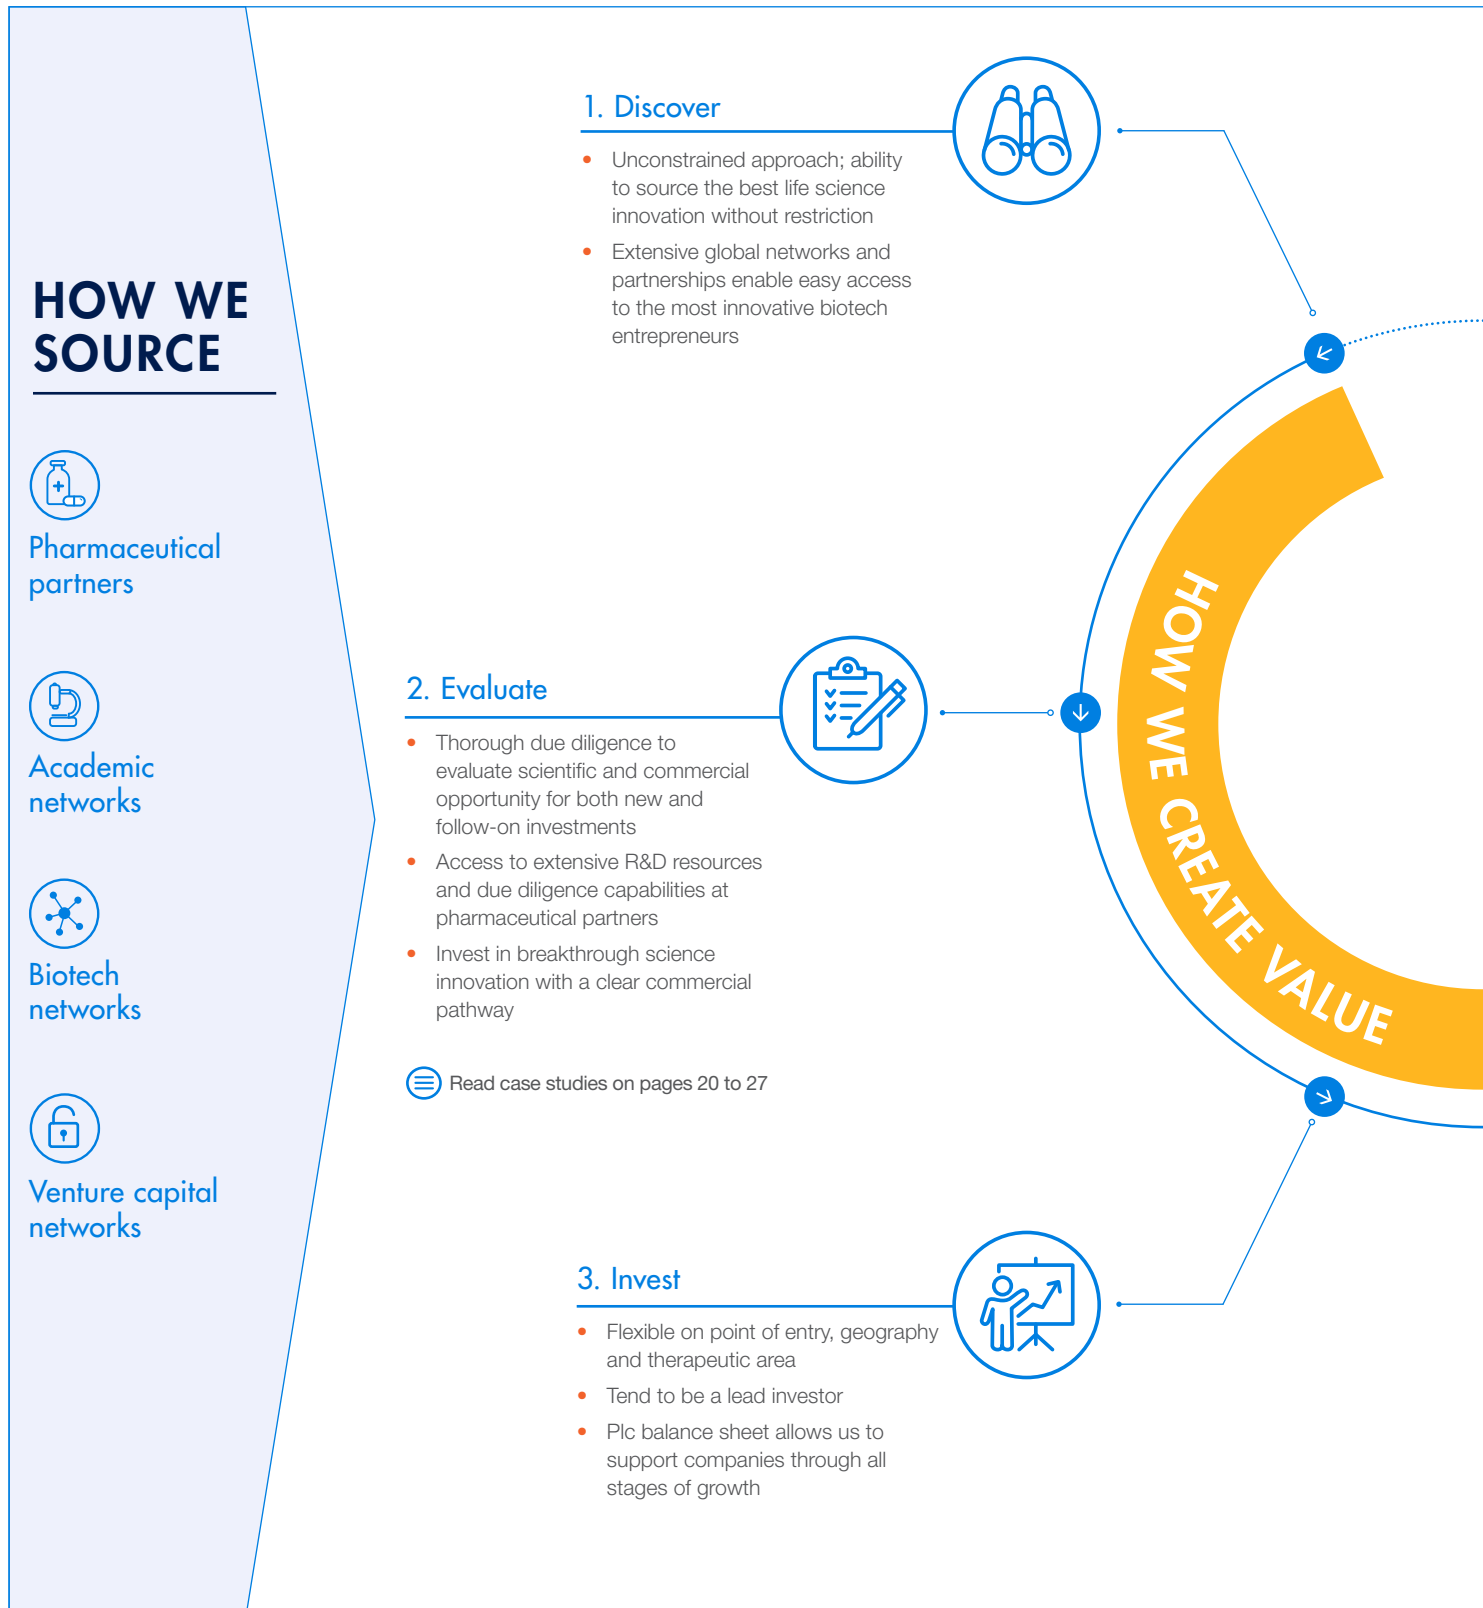 HOW WE
SOURCE
Pharmaceutical
partners
Academic
networks
Biotech
networks
Venture capital
networks
1. Discover
• Unconstrained approach; ability
to source the best life science
innovation without restriction
• Extensive global networks and
partnerships enable easy access
to the most innovative biotech
entrepreneurs
2. Evaluate
• Thorough due diligence to
evaluate scientific and commercial
opportunity for both new and
follow-on investments
• Access to extensive R&D resources
and due diligence capabilities at
pharmaceutical partners
• Invest in breakthrough science
innovation with a clear commercial
pathway
Read case studies on pages 20 to 27
3. Invest
• Flexible on point of entry, geography
and therapeutic area
• Tend to be a lead investor
• Plc balance sheet allows us to
support companies through all
stages of growth
HOW WE CREATE VALUE